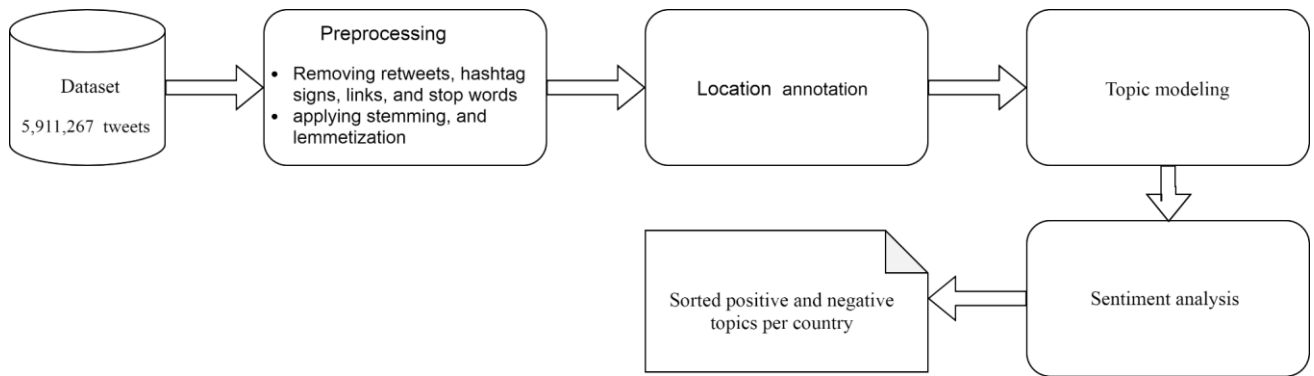 Dataset
5,911,267 tweets
Preprocessing
• Removing retweets, hashtag
signs, links, and stop words
• applying stemming, and
lemmetization
Location annotation
Topic modeling
Sentiment analysis
Sorted positive and negative
topics per country